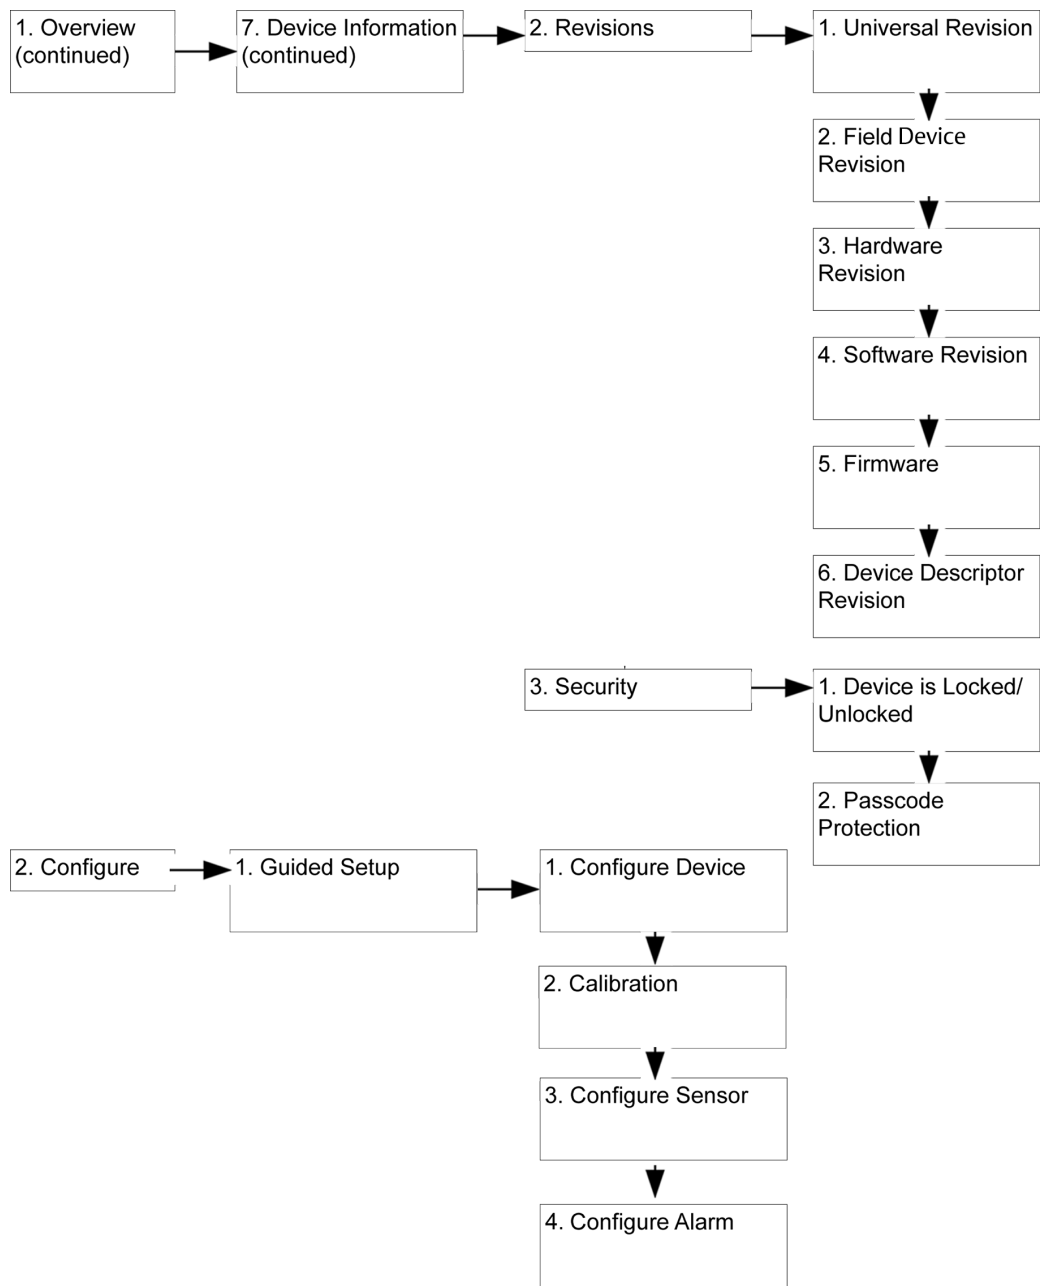 1. Overview
(continued)
7. Device Information
(continued)
2. Revisions
1. Universal Revision
2. Field Device
Revision
3. Hardware
Revision
4. Software Revision
5. Firmware
6. Device Descriptor
Revision
3. Security
1. Device is Locked/
Unlocked
2. Passcode
Protection
2. Configure
1. Guided Setup
1. Configure Device
2. Calibration
3. Configure Sensor
4. Configure Alarm